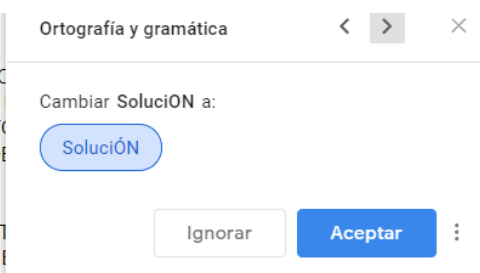 Ortografía y gramática
Cambiar SoluciON a:
SoluciÓN
Ignorar
Aceptar